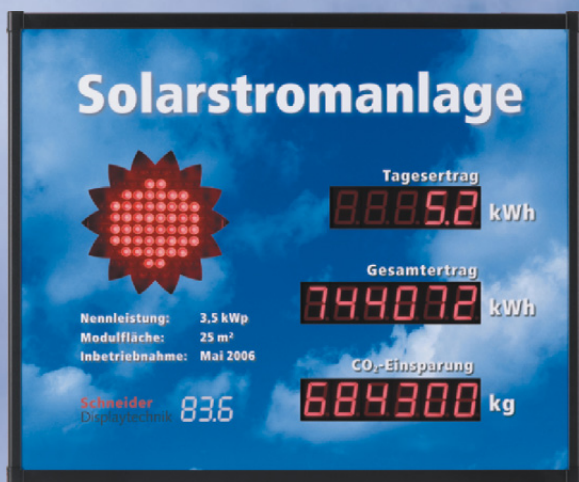 Solarstromanlage
Tagesertrag
5.2 kWh
Gesamtertrag
744072 kWh
Nennleistung: 3,5 kWp
Modulfläche: 25 m²
Inbetriebnahme: Mai 2006
CO₂-Einsparung
684300 kg
Schneider
Displaytechnik 83.6